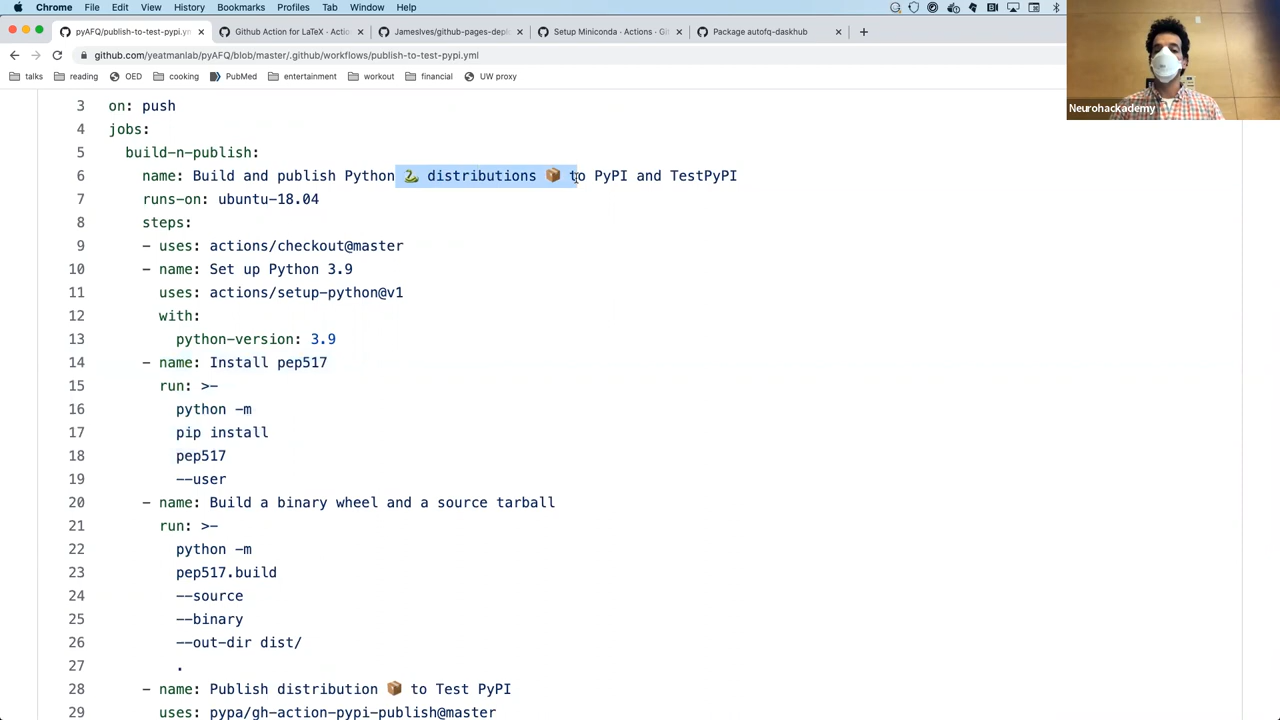 Chrome File Edit View History Bookmarks Profiles Tab Window Help
pyAFQ/publish-to-test-pypi.ym × Github Action for LaTeX · Actio × JamesIves/github-pages-depl × Setup Miniconda · Actions · Git × Package autofq-daskhub × +
github.com/yeatmanlab/pyAFQ/blob/master/.github/workflows/publish-to-test-pypi.yml
talks reading OED cooking PubMed entertainment workout financial UW proxy
Neurohackademy
3 on: push
4 jobs:
5 build-n-publish:
6 name: Build and publish Python 🐍 distributions 📦 to PyPI and TestPyPI
7 runs-on: ubuntu-18.04
8 steps:
9 - uses: actions/checkout@master
10 - name: Set up Python 3.9
11 uses: actions/setup-python@v1
12 with:
13 python-version: 3.9
14 - name: Install pep517
15 run: >-
16 python -m
17 pip install
18 pep517
19 --user
20 - name: Build a binary wheel and a source tarball
21 run: >-
22 python -m
23 pep517.build
24 --source
25 --binary
26 --out-dir dist/
27 .
28 - name: Publish distribution 📦 to Test PyPI
29 uses: pypa/gh-action-pypi-publish@master